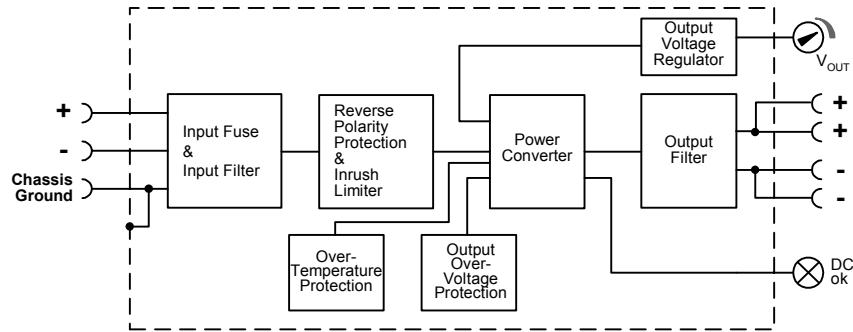 Output
Voltage
Regulator
V_OUT
+
-
Chassis
Ground
Input Fuse
&
Input Filter
Reverse
Polarity
Protection
&
Inrush
Limiter
Power
Converter
Output
Filter
+
+
-
-
Over-
Temperature
Protection
Output
Over-
Voltage
Protection
DC
ok